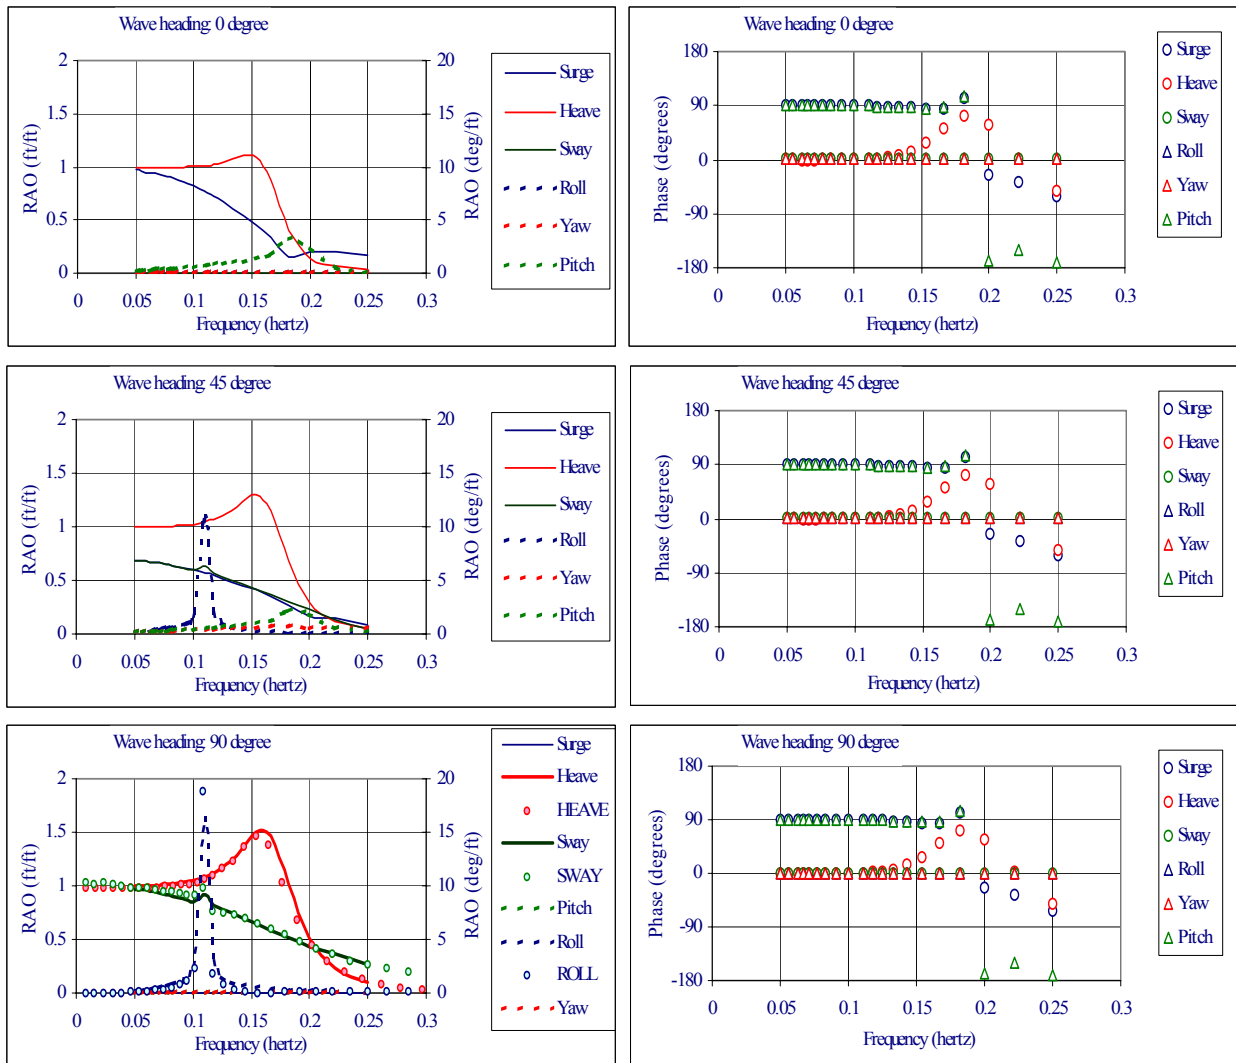 Wave heading: 0 degree
RAO (ft/ft)
2
1.5
1
0.5
0
20
15
10
5
0
RAO (deg/ft)
0 0.05 0.1 0.15 0.2 0.25 0.3
Frequency (hertz)
Surge
Heave
Sway
Roll
Yaw
Pitch
Wave heading: 0 degree
Phase (degrees)
180
90
0
-90
-180
0 0.05 0.1 0.15 0.2 0.25 0.3
Frequency (hertz)
Surge
Heave
Sway
Roll
Yaw
Pitch
Wave heading: 45 degree
RAO (ft/ft)
2
1.5
1
0.5
0
20
15
10
5
0
RAO (deg/ft)
0 0.05 0.1 0.15 0.2 0.25 0.3
Frequency (hertz)
Surge
Heave
Sway
Roll
Yaw
Pitch
Wave heading: 45 degree
Phase (degrees)
180
90
0
-90
-180
0 0.05 0.1 0.15 0.2 0.25 0.3
Frequency (hertz)
Surge
Heave
Sway
Roll
Yaw
Pitch
Wave heading: 90 degree
RAO (ft/ft)
2
1.5
1
0.5
0
20
15
10
5
0
RAO (deg/ft)
0 0.05 0.1 0.15 0.2 0.25 0.3
Frequency (hertz)
Surge
Heave
HEAVE
Sway
SWAY
Pitch
Roll
ROLL
Yaw
Wave heading: 90 degree
Phase (degrees)
180
90
0
-90
-180
0 0.05 0.1 0.15 0.2 0.25 0.3
Frequency (hertz)
Surge
Heave
Sway
Roll
Yaw
Pitch